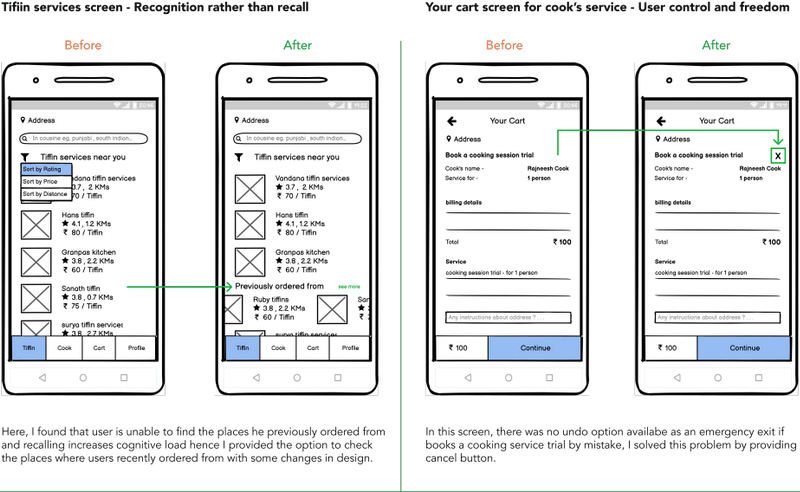 Tifiin services screen - Recognition rather than recall
Before
After
Address
In cousine eg. punjabi , south indian..
Tiffin services near you
Sort by Rating
Sort by Price
Sort by Distance
Vandana tiffin services
3.7 , 2 KMs
70 / Tiffin
Hans tiffin
4.1, 1.2 KMs
₹ 80 / Tiffin
Granpas kitchen
3.8 , 2.2 KMs
₹ 60 / Tiffin
Sanath tiffin
3.8 , 0.7 KMs
₹ 75 / Tiffin
surya tiffin services
3.8, 2.7 KMs
Tiffin
Cook
Cart
Profile
Address
In cousine eg. punjabi , south indian..
Tiffin services near you
Vandana tiffin services
3.7 , 2 KMs
₹ 70 / Tiffin
Hans tiffin
4.1, 1.2 KMs
₹ 80 / Tiffin
Granpas kitchen
3.8 , 2.2 KMs
₹ 60 / Tiffin
Previously ordered from
see more
Ruby tiffins
3.8 , 2.2 KMs
₹ 60 / Tiffin
surya tiffin services
Tiffin
Cook
Cart
Profile
Here, I found that user is unable to find the places he previously ordered from
and recalling increases cognitive load hence I provided the option to check
the places where users recently ordered from with some changes in design.
Your cart screen for cook's service - User control and freedom
Before
After
Your Cart
Address
Book a cooking session trial
Cook's name - Rajneesh Cook
Service for - 1 person
billing details
Total ₹ 100
Service
cooking session trial - for 1 person
Any instructions about address ? . . .
₹ 100
Continue
Your Cart
Address
Book a cooking session trial
X
Cook's name - Rajneesh Cook
Service for - 1 person
billing details
Total ₹ 100
Service
cooking session trial - for 1 person
Any instructions about address ? . . .
₹ 100
Continue
In this screen, there was no undo option availabe as an emergency exit if
books a cooking service trial by mistake, I solved this problem by providing
cancel button.